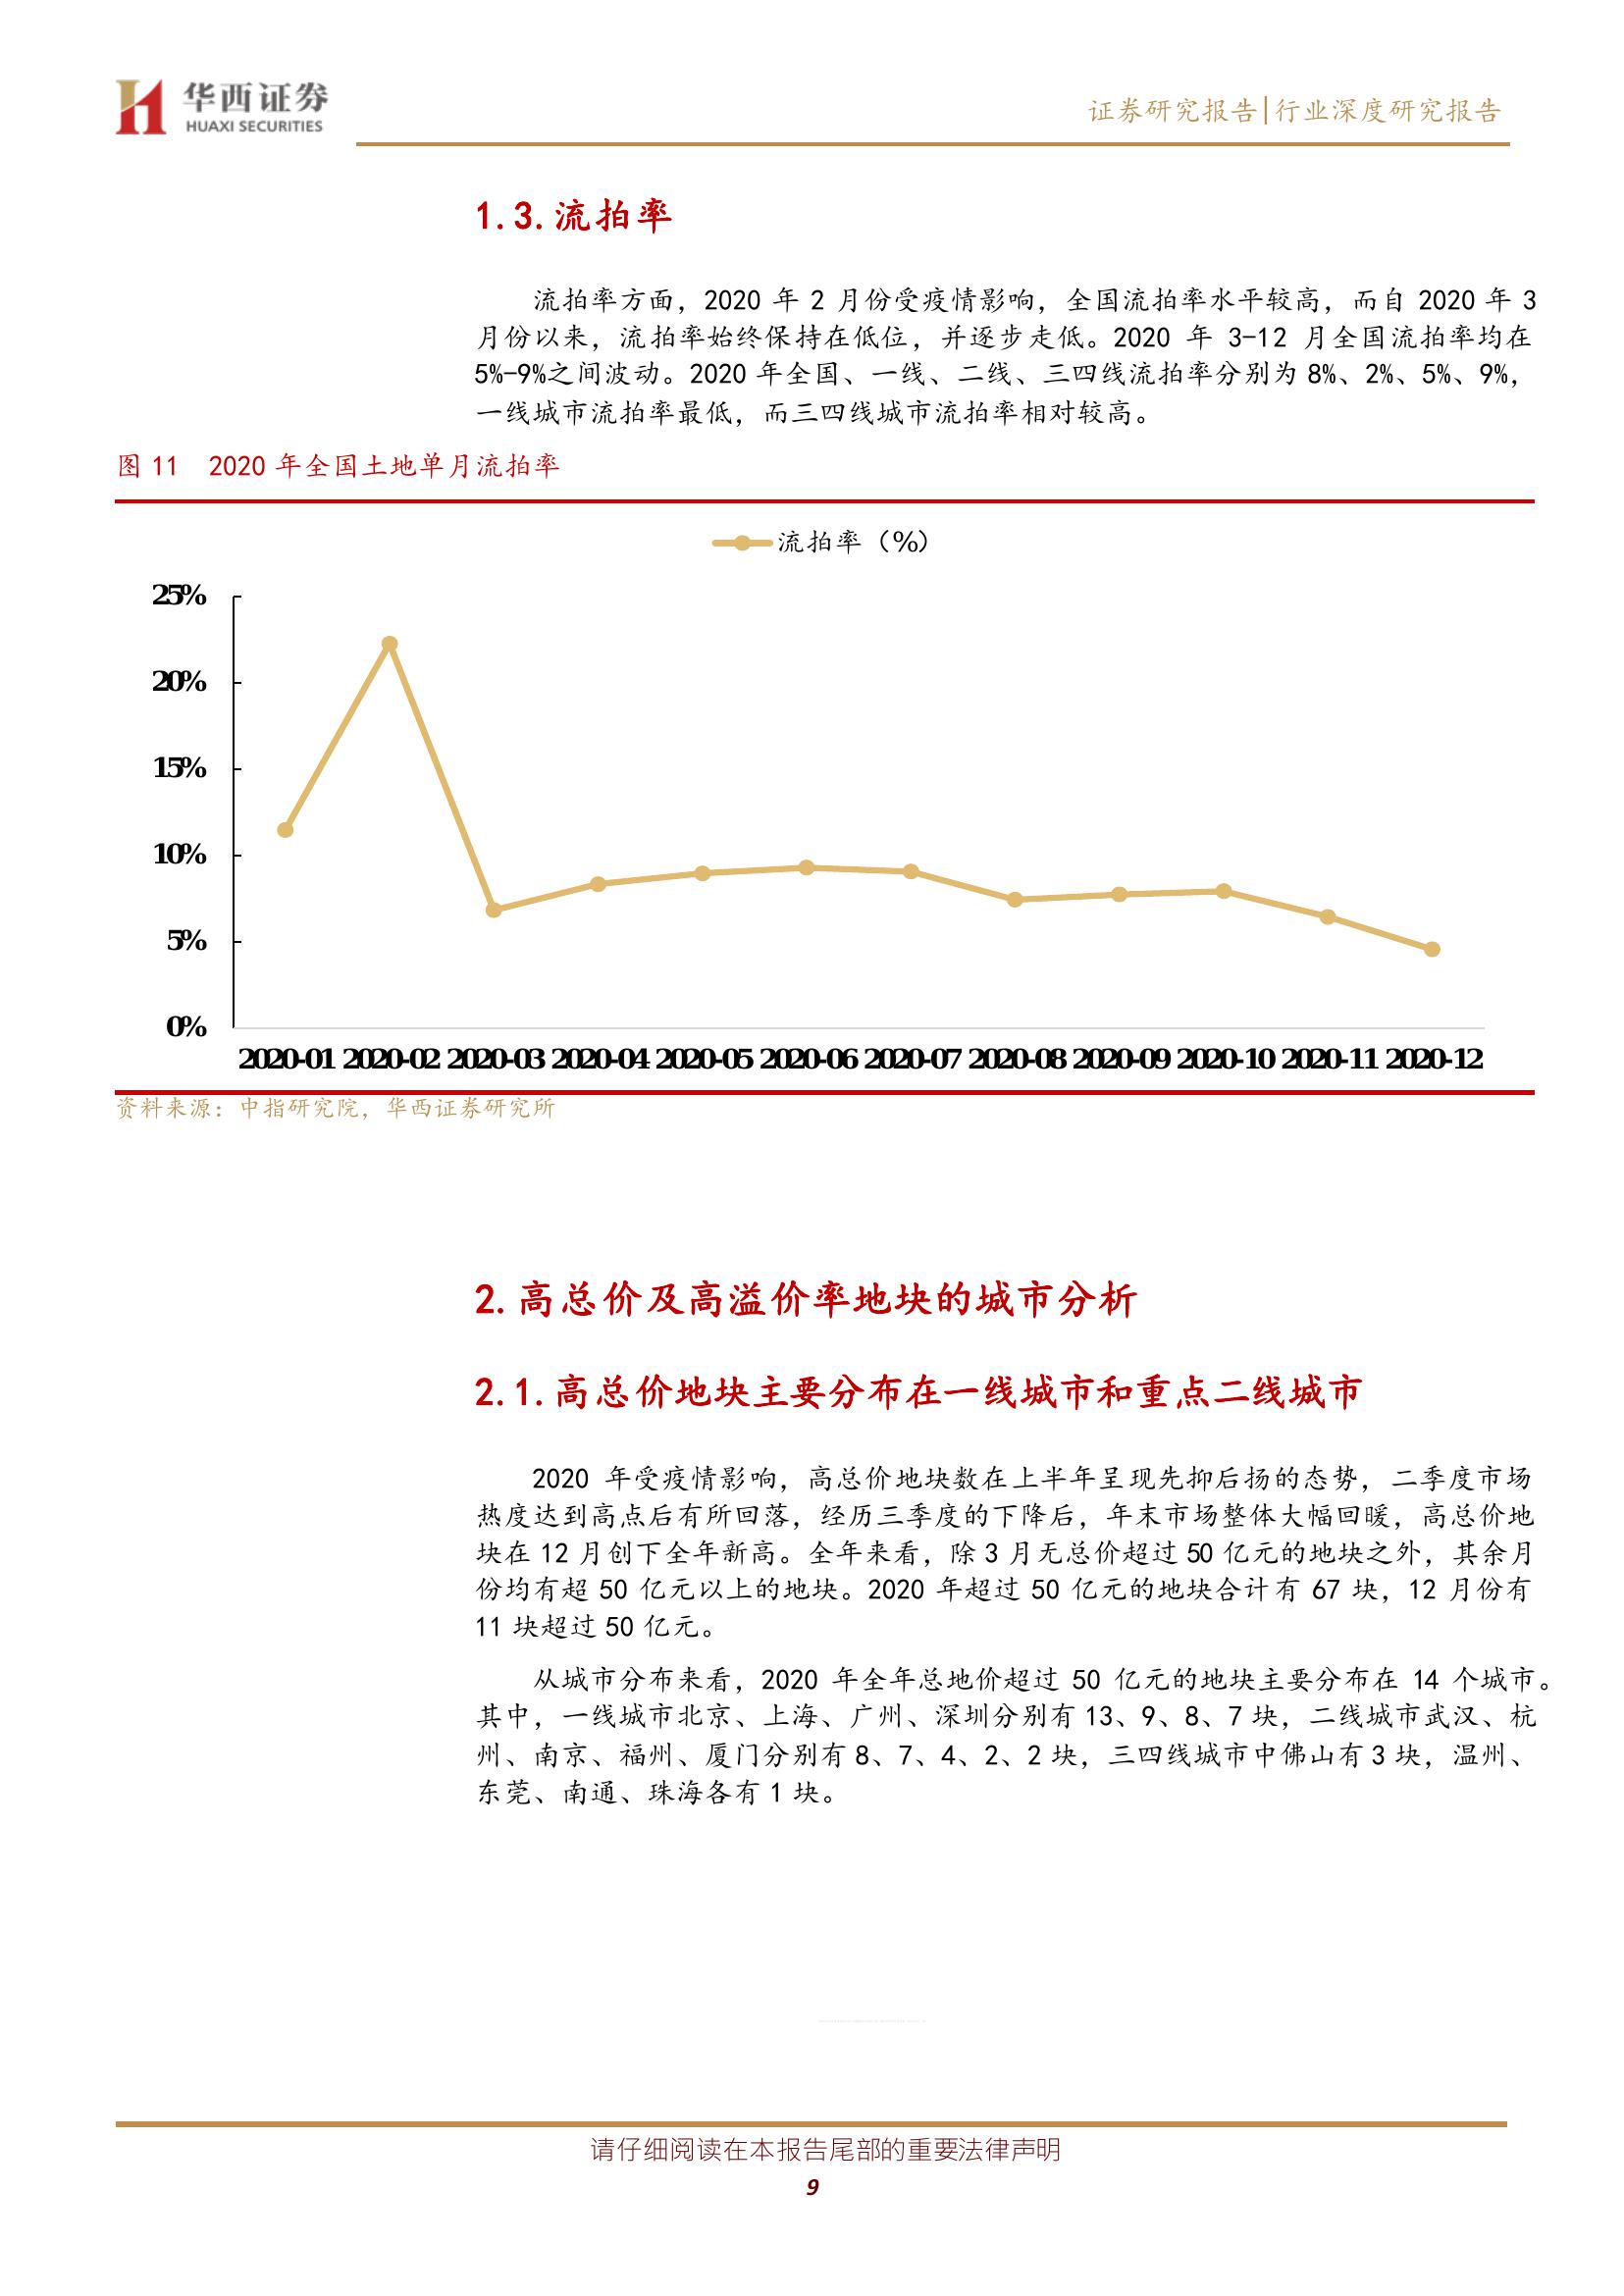 华西证券
HUAXI SECURITIES
证券研究报告|行业深度研究报告
1.3.流拍率
流拍率方面，2020 年 2 月份受疫情影响，全国流拍率水平较高，而自 2020 年 3
月份以来，流拍率始终保持在低位，并逐步走低。2020 年 3-12 月全国流拍率均在
5%-9%之间波动。2020 年全国、一线、二线、三四线流拍率分别为 8%、2%、5%、9%，
一线城市流拍率最低，而三四线城市流拍率相对较高。
图 11 2020 年全国土地单月流拍率
流拍率（%）
25%
20%
15%
10%
5%
0%
2020-01 2020-02 2020-03 2020-04 2020-05 2020-06 2020-07 2020-08 2020-09 2020-10 2020-11 2020-12
资料来源：中指研究院，华西证券研究所
2.高总价及高溢价率地块的城市分析
2.1.高总价地块主要分布在一线城市和重点二线城市
2020 年受疫情影响，高总价地块数在上半年呈现先抑后扬的态势，二季度市场
热度达到高点后有所回落，经历三季度的下降后，年末市场整体大幅回暖，高总价地
块在 12 月创下全年新高。全年来看，除 3 月无总价超过 50 亿元的地块之外，其余月
份均有超 50 亿元以上的地块。2020 年超过 50 亿元的地块合计有 67 块，12 月份有
11 块超过 50 亿元。
从城市分布来看，2020 年全年总地价超过 50 亿元的地块主要分布在 14 个城市。
其中，一线城市北京、上海、广州、深圳分别有 13、9、8、7 块，二线城市武汉、杭
州、南京、福州、厦门分别有 8、7、4、2、2 块，三四线城市中佛山有 3 块，温州、
东莞、南通、珠海各有 1 块。
请仔细阅读在本报告尾部的重要法律声明
9